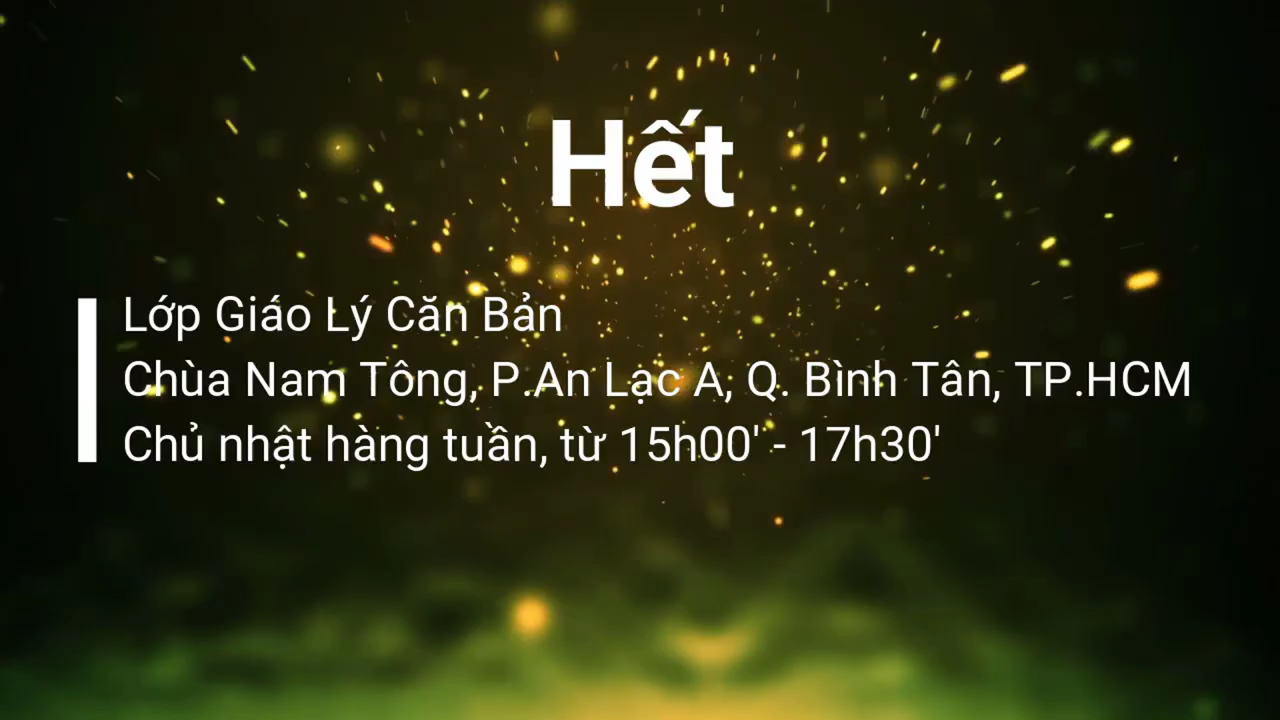 Hết
Lớp Giáo Lý Căn Bản
Chùa Nam Tông, P.An Lạc A, Q. Bình Tân, TP.HCM
Chủ nhật hàng tuần, từ 15h00' - 17h30'